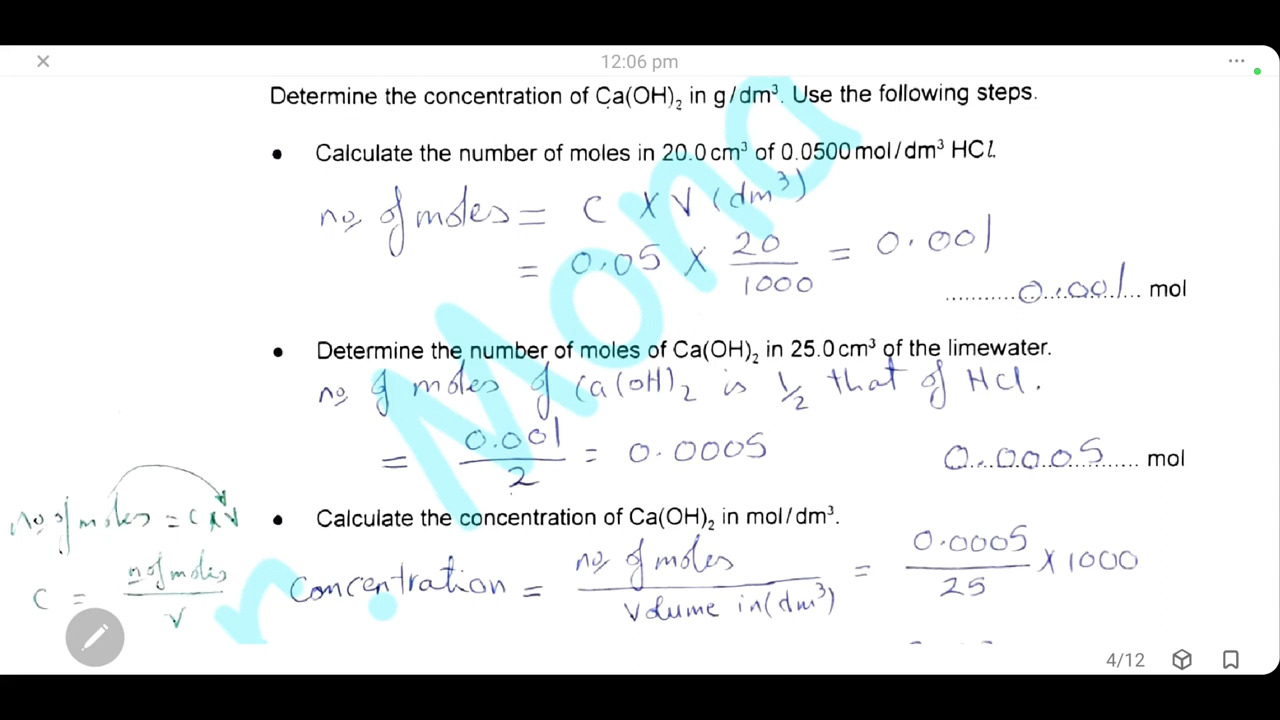 12:06 pm
Determine the concentration of Ca(OH)₂ in g/dm³. Use the following steps.
• Calculate the number of moles in 20.0 cm³ of 0.0500 mol/dm³ HCl.
no. of moles = C X V (dm³)
= 0.05 X 20/1000 = 0.001
...........0.001... mol
• Determine the number of moles of Ca(OH)₂ in 25.0 cm³ of the limewater.
no. of moles of Ca(OH)₂ is 1/2 that of HCl.
= 0.001/2 = 0.0005
0.0005........ mol
• Calculate the concentration of Ca(OH)₂ in mol/dm³.
no. of moles = C X V
C = n of moles/V
Concentration = no. of moles/Volume in (dm³) = 0.0005/25 X 1000
4/12
Mona